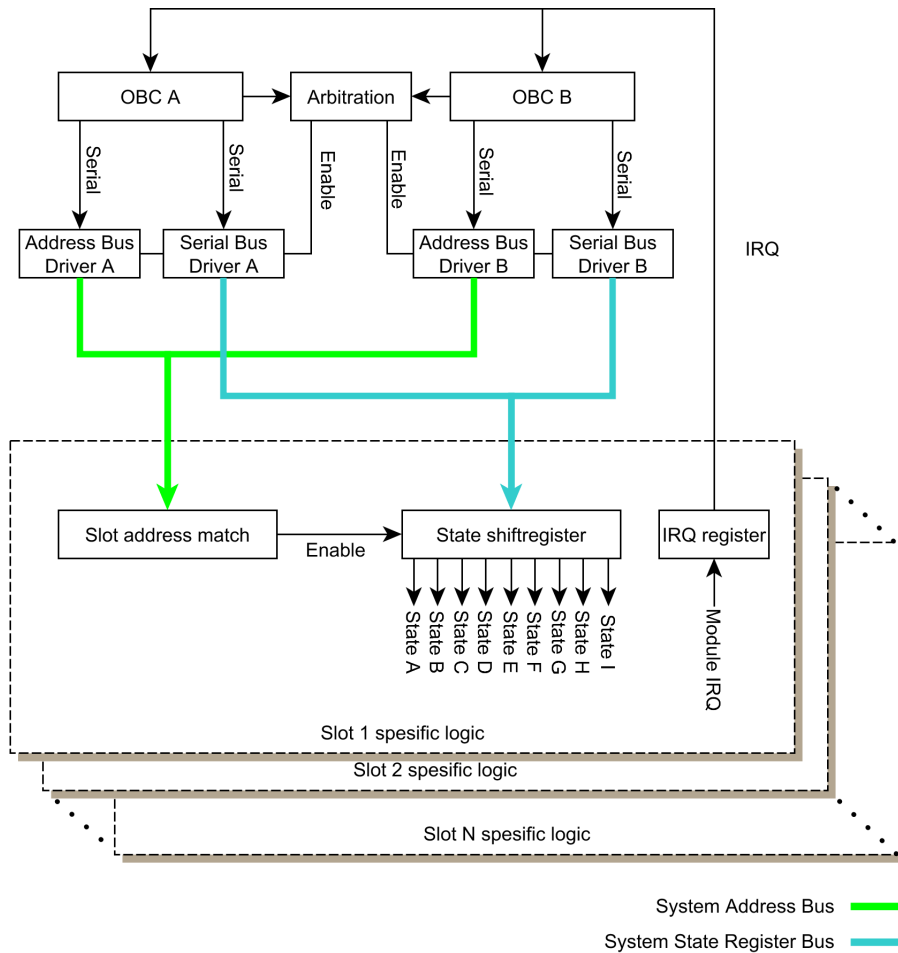 OBC A
Arbitration
OBC B
Serial
Serial
Enable
Enable
Serial
Serial
Address Bus
Driver A
Serial Bus
Driver A
Address Bus
Driver B
Serial Bus
Driver B
IRQ
Slot address match
Enable
State shiftregister
IRQ register
State A
State B
State C
State D
State E
State F
State G
State H
State I
Module IRQ
Slot 1 spesific logic
Slot 2 spesific logic
Slot N spesific logic
System Address Bus
System State Register Bus